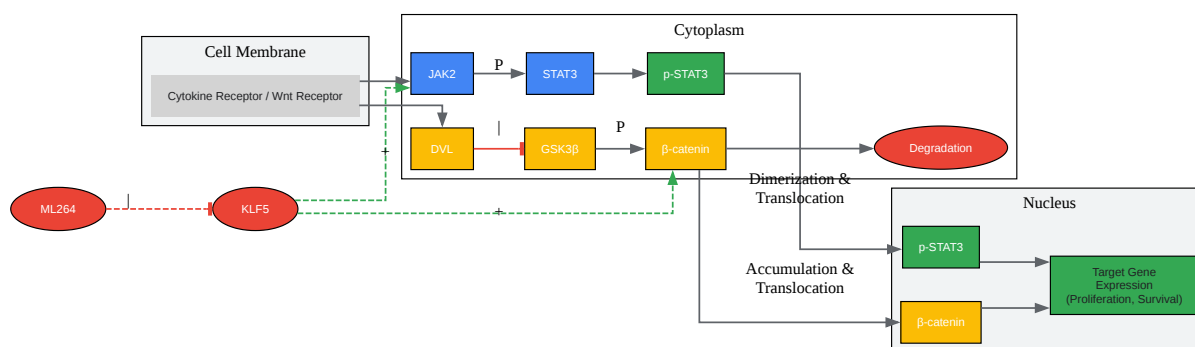 Cytoplasm
Cell Membrane
Cytokine Receptor / Wnt Receptor
JAK2
P
STAT3
p-STAT3
|
P
DVL
GSK3β
β-catenin
Degradation
+
Dimerization &
Translocation
ML264
|
KLF5
+
Nucleus
p-STAT3
Accumulation &
Translocation
Target Gene
Expression
(Proliferation, Survival)
β-catenin